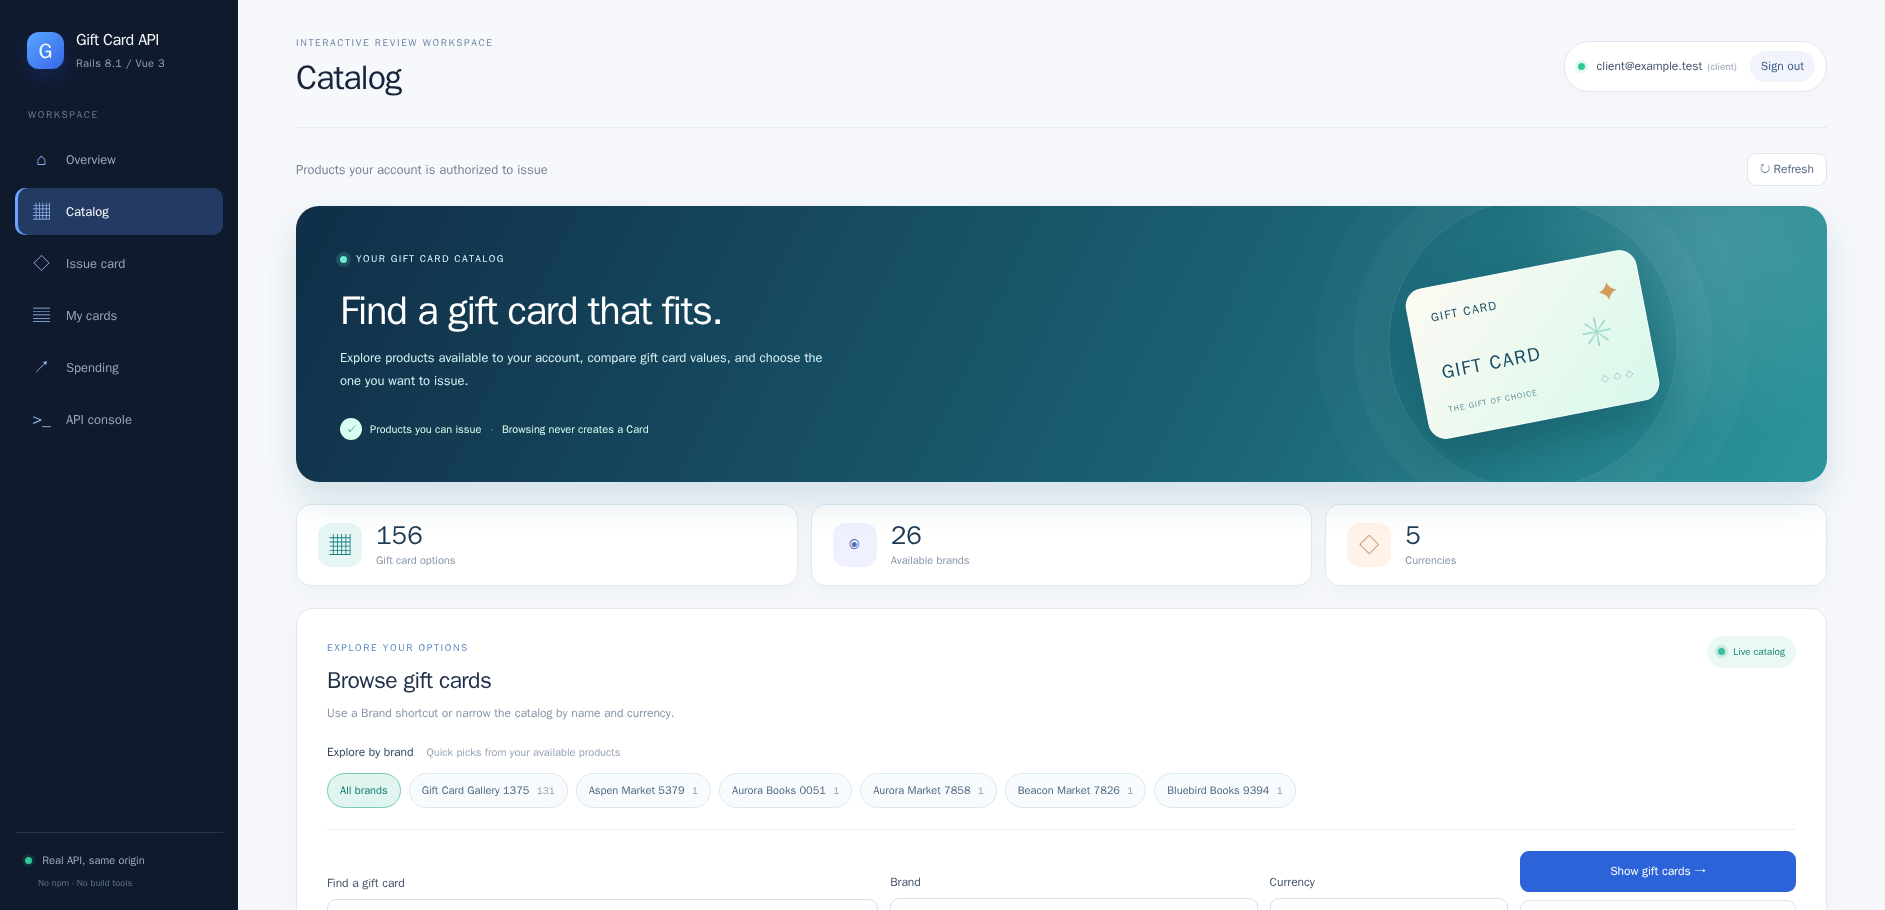 G
Gift Card API
Rails 8.1 / Vue 3
WORKSPACE
Overview
Catalog
Issue card
My cards
Spending
>_ API console
Real API, same origin
No npm · No build tools
INTERACTIVE REVIEW WORKSPACE
Catalog
client@example.test (client)
Sign out
Products your account is authorized to issue
Refresh
YOUR GIFT CARD CATALOG
Find a gift card that fits.
Explore products available to your account, compare gift card values, and choose the
one you want to issue.
✓ Products you can issue · Browsing never creates a Card
GIFT CARD
GIFT CARD
THE GIFT OF CHOICE
156
Gift card options
26
Available brands
5
Currencies
EXPLORE YOUR OPTIONS
Browse gift cards
Use a Brand shortcut or narrow the catalog by name and currency.
Live catalog
Explore by brand Quick picks from your available products
All brands
Gift Card Gallery 1375 131
Aspen Market 5379 1
Aurora Books 0051 1
Aurora Market 7858 1
Beacon Market 7826 1
Bluebird Books 9394 1
Find a gift card
Brand
Currency
Show gift cards →